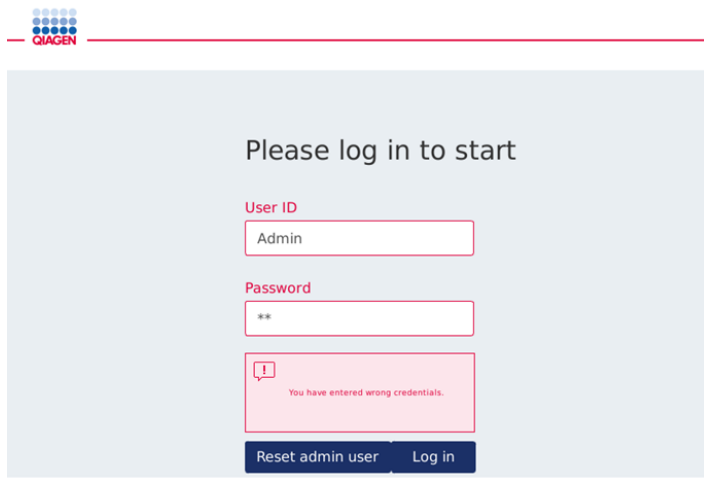 QIAGEN
Please log in to start
User ID
Admin
Password
**
!
You have entered wrong credentials.
Reset admin user Log in